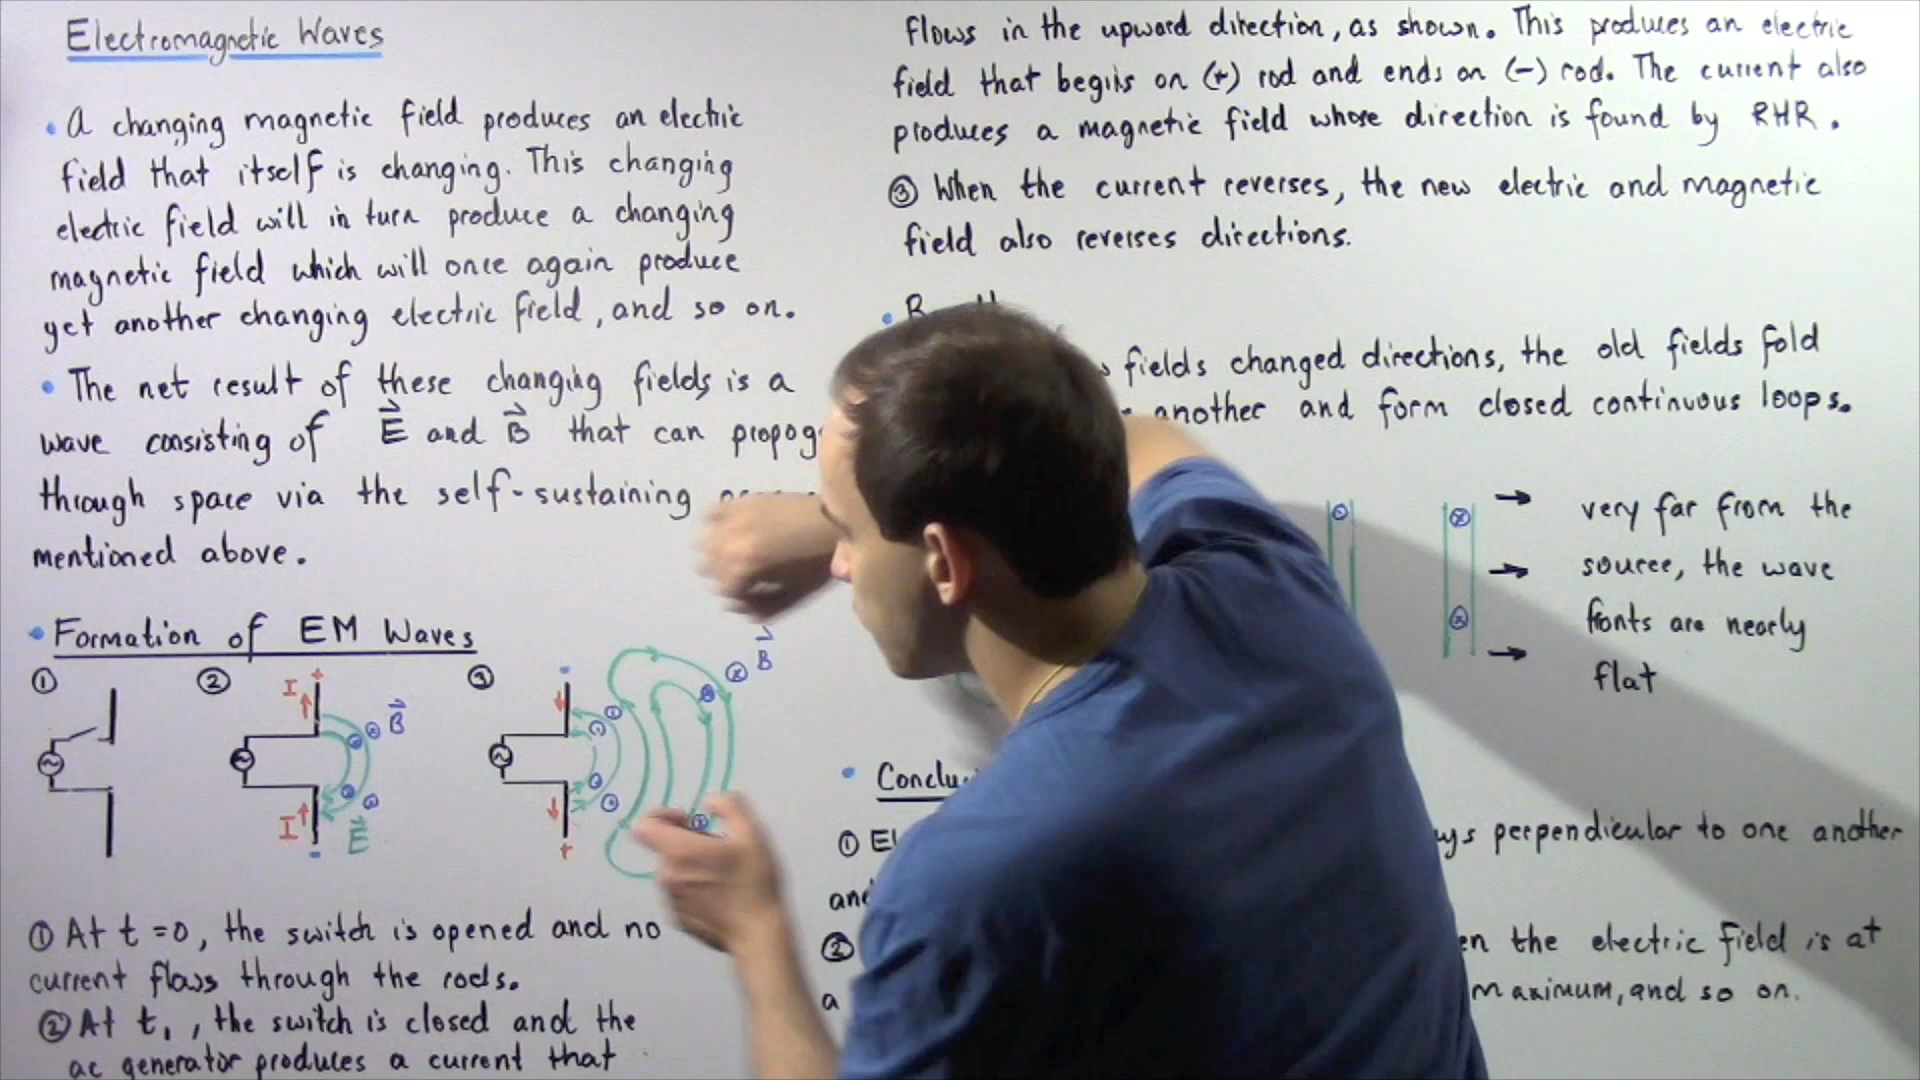 Electromagnetic Waves
• A changing magnetic field produces an electric
field that itself is changing. This changing
electric field will in turn produce a changing
magnetic field which will once again produce
yet another changing electric field, and so on.
• The net result of these changing fields is a
wave consisting of E⃗ and B⃗ that can propog
through space via the self-sustaining
mentioned above.
• Formation of EM Waves
① ② ③
I + B⃗
I - E⃗
- + B⃗
① At t=0, the switch is opened and no
current flows through the rods.
② At t₁, the switch is closed and the
ac generator produces a current that
flows in the upward direction, as shown. This produces an electric
field that begins on (+) rod and ends on (-) rod. The current also
produces a magnetic field whose direction is found by RHR.
③ When the current reverses, the new electric and magnetic
field also reverses directions.
fields changed directions, the old fields fold
another and form closed continuous loops.
→ very far from the
→ source, the wave
fronts are nearly
→ flat
• Conclu
① El ys perpendicular to one another
and
② en the electric field is at
a maximum, and so on.